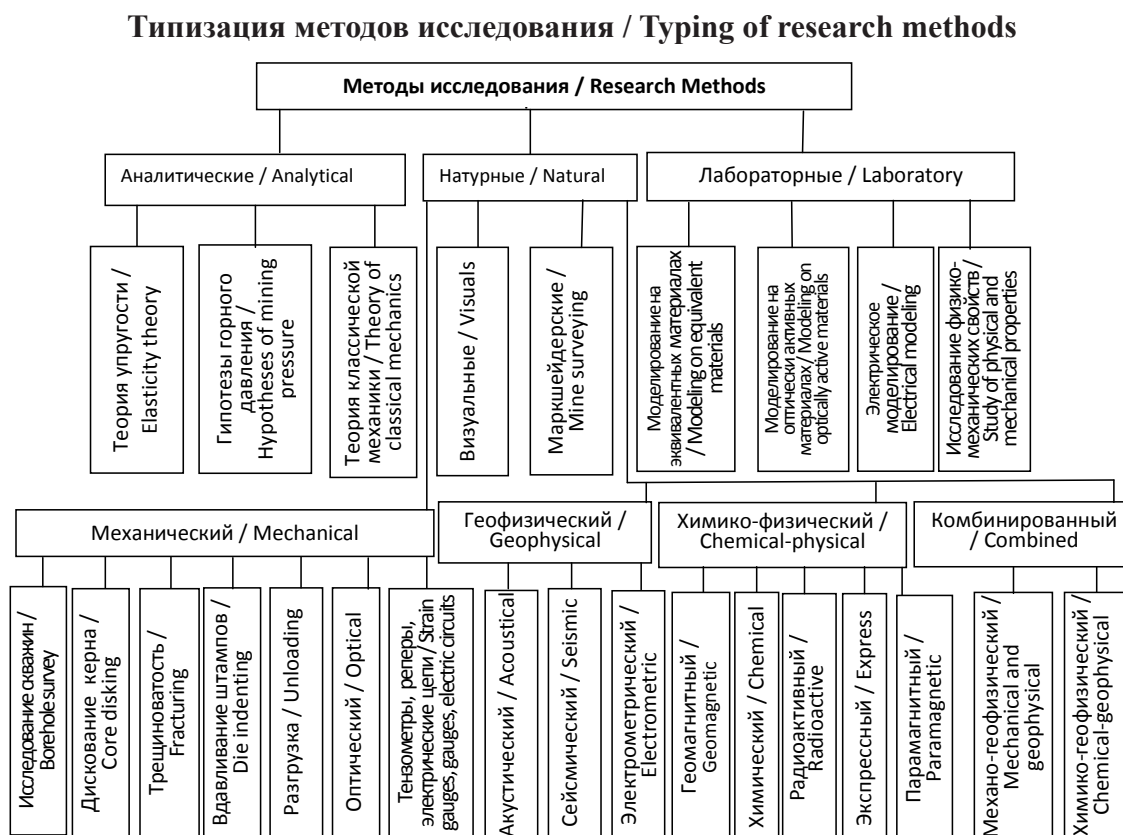 Типизация методов исследования / Typing of research methods
Методы исследования / Research Methods
Аналитические / Analytical
Натурные / Natural
Лабораторные / Laboratory
Теория упругости /
Elasticity theory
Гипотезы горного
давления /
Hypotheses of mining
pressure
Теория классической
механики / Theory of
classical mechanics
Визуальные / Visuals
Маркшейдерские /
Mine surveying
Моделирование на
эквивалентных материалах
/ Modeling on equivalent
materials
Моделирование на
оптически активных
материалах / Modeling on
optically active materials
Электрическое
моделирование /
Electrical modeling
Исследование физико-
механических свойств /
Study of physical and
mechanical properties
Механический / Mechanical
Геофизический /
Geophysical
Химико-физический /
Chemical-physical
Комбинированный
/ Combined
Исследование скважин /
Borehole survey
Дискование керна /
Core disking
Трещиноватость /
Fracturing
Вдавливание штампов /
Die indenting
Разгрузка / Unloading
Оптический / Optical
Тензометры, реперы,
электрические цепи / Strain
gauges, gauges, electric circuits
Акустический / Acoustical
Сейсмический / Seismic
Электрометрический /
Electrometric
Геомагнитный /
Geomagnetic
Химический / Chemical
Радиоактивный /
Radioactive
Экспрессный / Express
Парамагнитный /
Paramagnetic
Механо-геофизический /
Mechanical and
geophysical
Химико-геофизический /
Chemical-geophysical